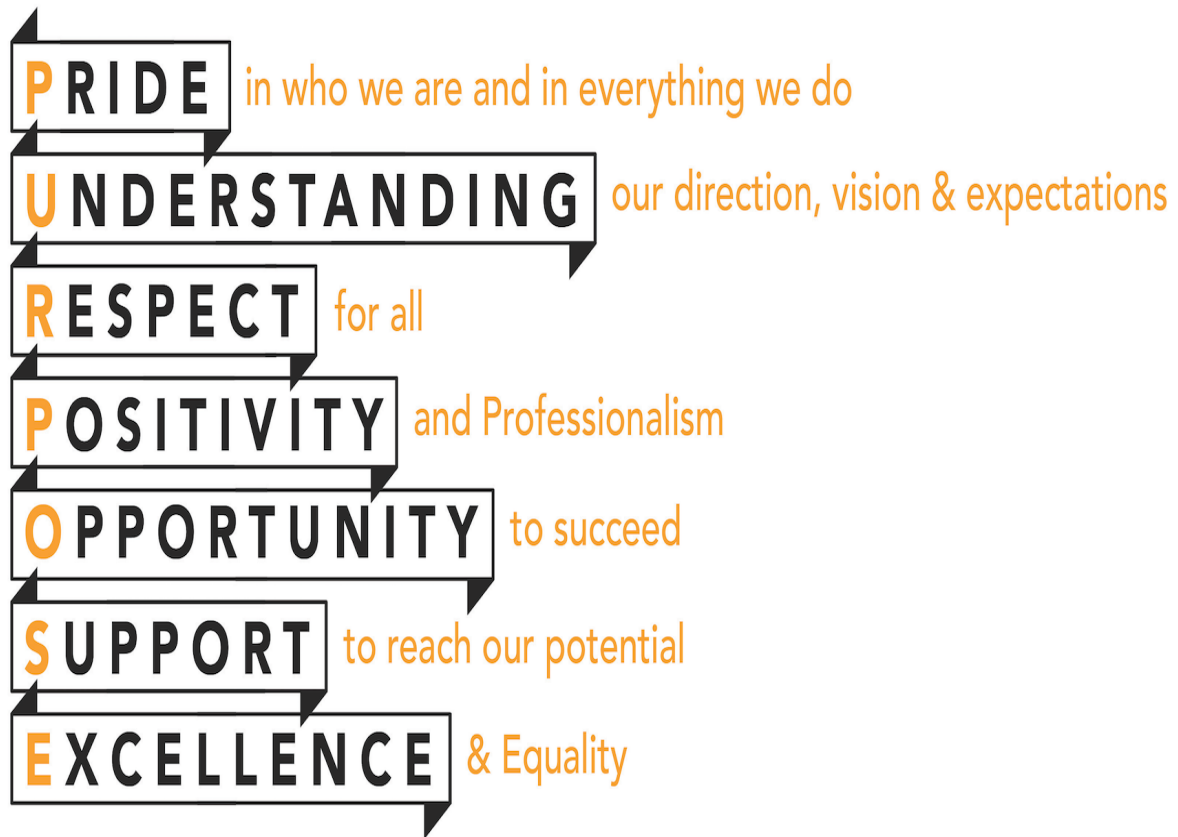 PRIDE in who we are and in everything we do
UNDERSTANDING our direction, vision & expectations
RESPECT for all
POSITIVITY and Professionalism
OPPORTUNITY to succeed
SUPPORT to reach our potential
EXCELLENCE & Equality